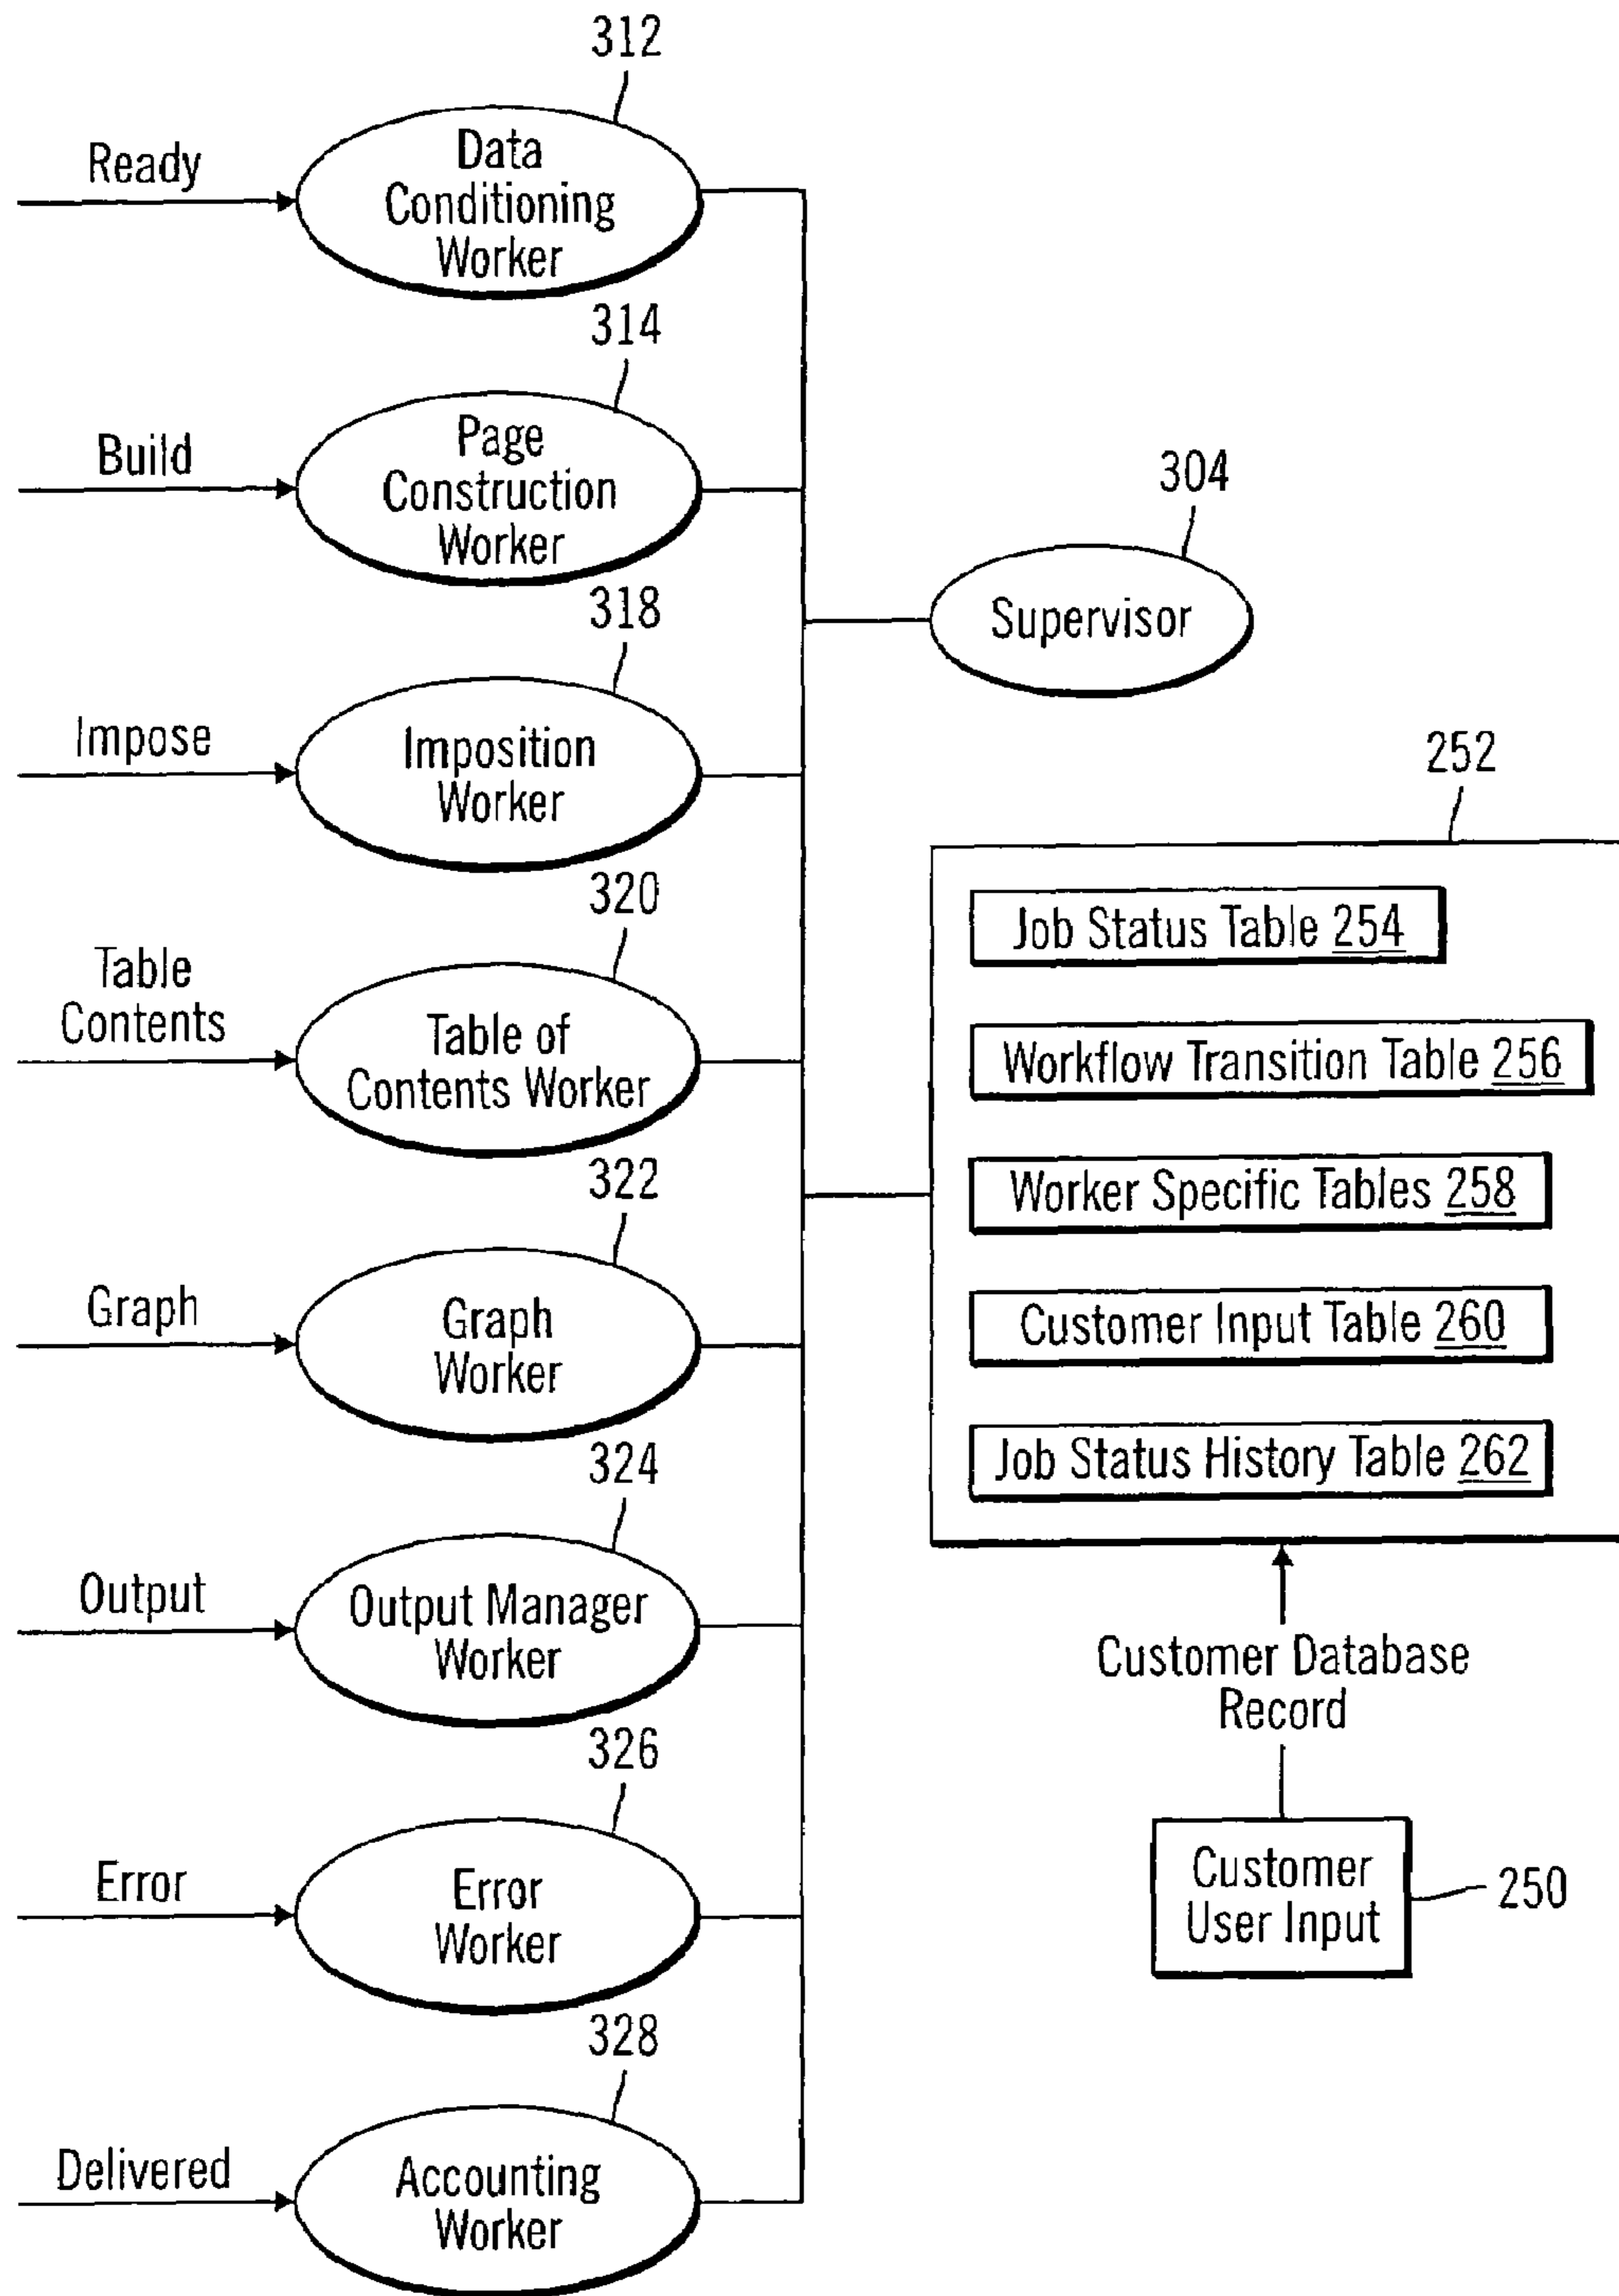 312
Ready
Data
Conditioning
Worker
314
Build
Page
Construction
Worker
304
Supervisor
318
Impose
Imposition
Worker
252
320
Table
Contents
Table of
Contents Worker
Job Status Table 254
Workflow Transition Table 256
Worker Specific Tables 258
Customer Input Table 260
Job Status History Table 262
322
Graph
Graph
Worker
324
Output
Output Manager
Worker
Customer Database
Record
326
Error
Error
Worker
Customer
User Input
250
328
Delivered
Accounting
Worker